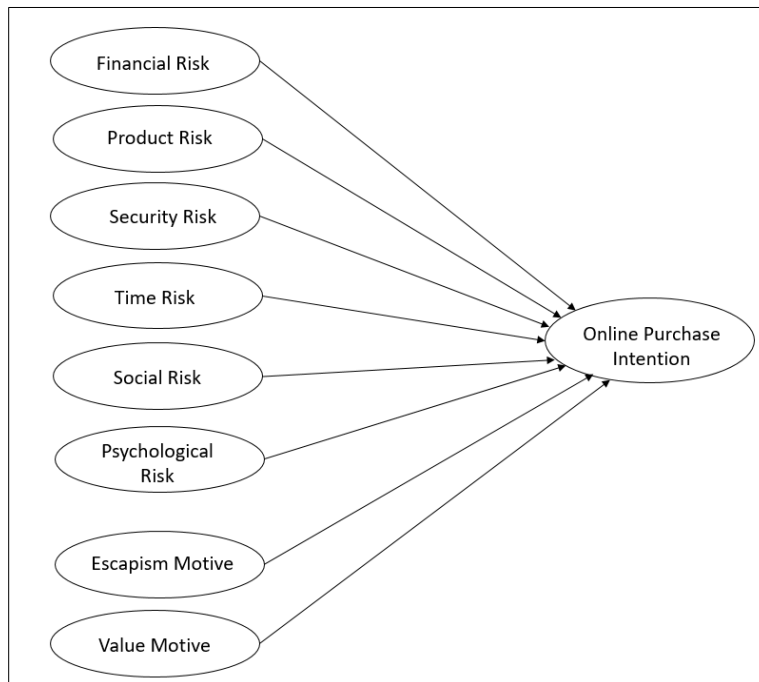 Financial Risk
Product Risk
Security Risk
Time Risk
Social Risk
Psychological
Risk
Escapism Motive
Value Motive
Online Purchase
Intention